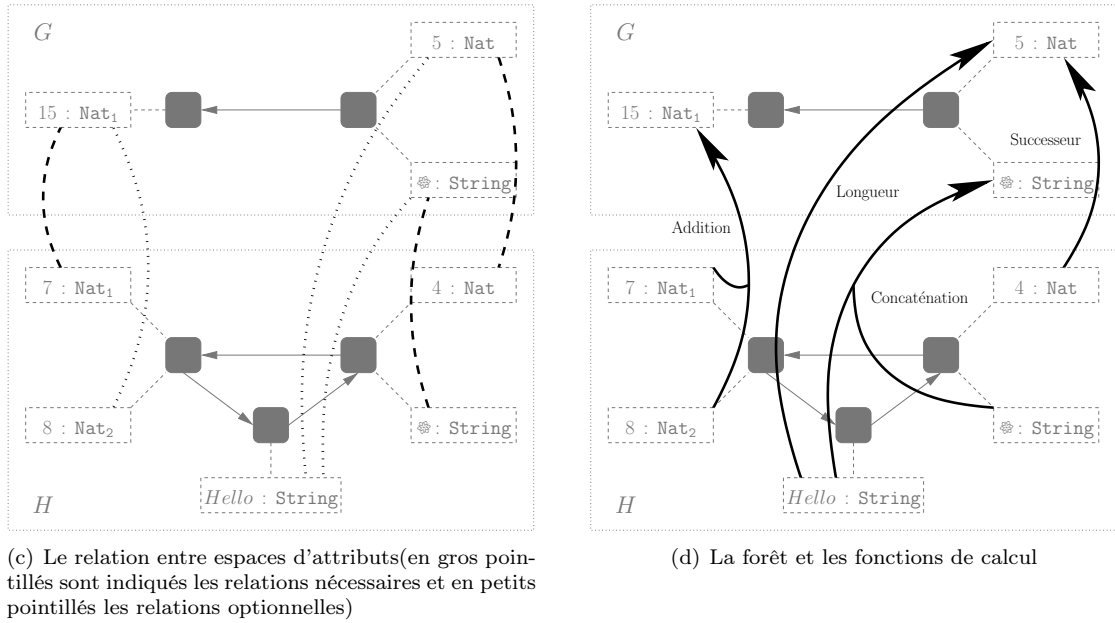 G
5 : Nat
15 : Nat₁
: String
7 : Nat₁
4 : Nat
8 : Nat₂
: String
Hello : String
H
(c) Le relation entre espaces d'attributs(en gros poin-
tillés sont indiqués les relations nécessaires et en petits
pointillés les relations optionnelles)
G
5 : Nat
15 : Nat₁
Successeur
: String
Longueur
Addition
7 : Nat₁
4 : Nat
Concaténation
8 : Nat₂
: String
Hello : String
H
(d) La forêt et les fonctions de calcul